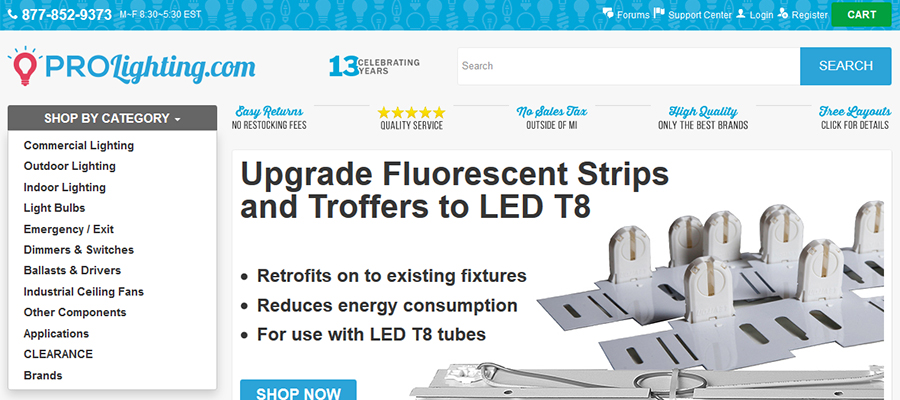 877-852-9373 M~F 8:30~5:30 EST
Forums Support Center Login Register CART
PROLighting.com
13 CELEBRATING YEARS
Search SEARCH
SHOP BY CATEGORY
Easy Returns
NO RESTOCKING FEES
QUALITY SERVICE
No Sales Tax
OUTSIDE OF MI
High Quality
ONLY THE BEST BRANDS
Free Layouts
CLICK FOR DETAILS
Commercial Lighting
Outdoor Lighting
Indoor Lighting
Light Bulbs
Emergency / Exit
Dimmers & Switches
Ballasts & Drivers
Industrial Ceiling Fans
Other Components
Applications
CLEARANCE
Brands
Upgrade Fluorescent Strips
and Troffers to LED T8
• Retrofits on to existing fixtures
• Reduces energy consumption
• For use with LED T8 tubes
SHOP NOW